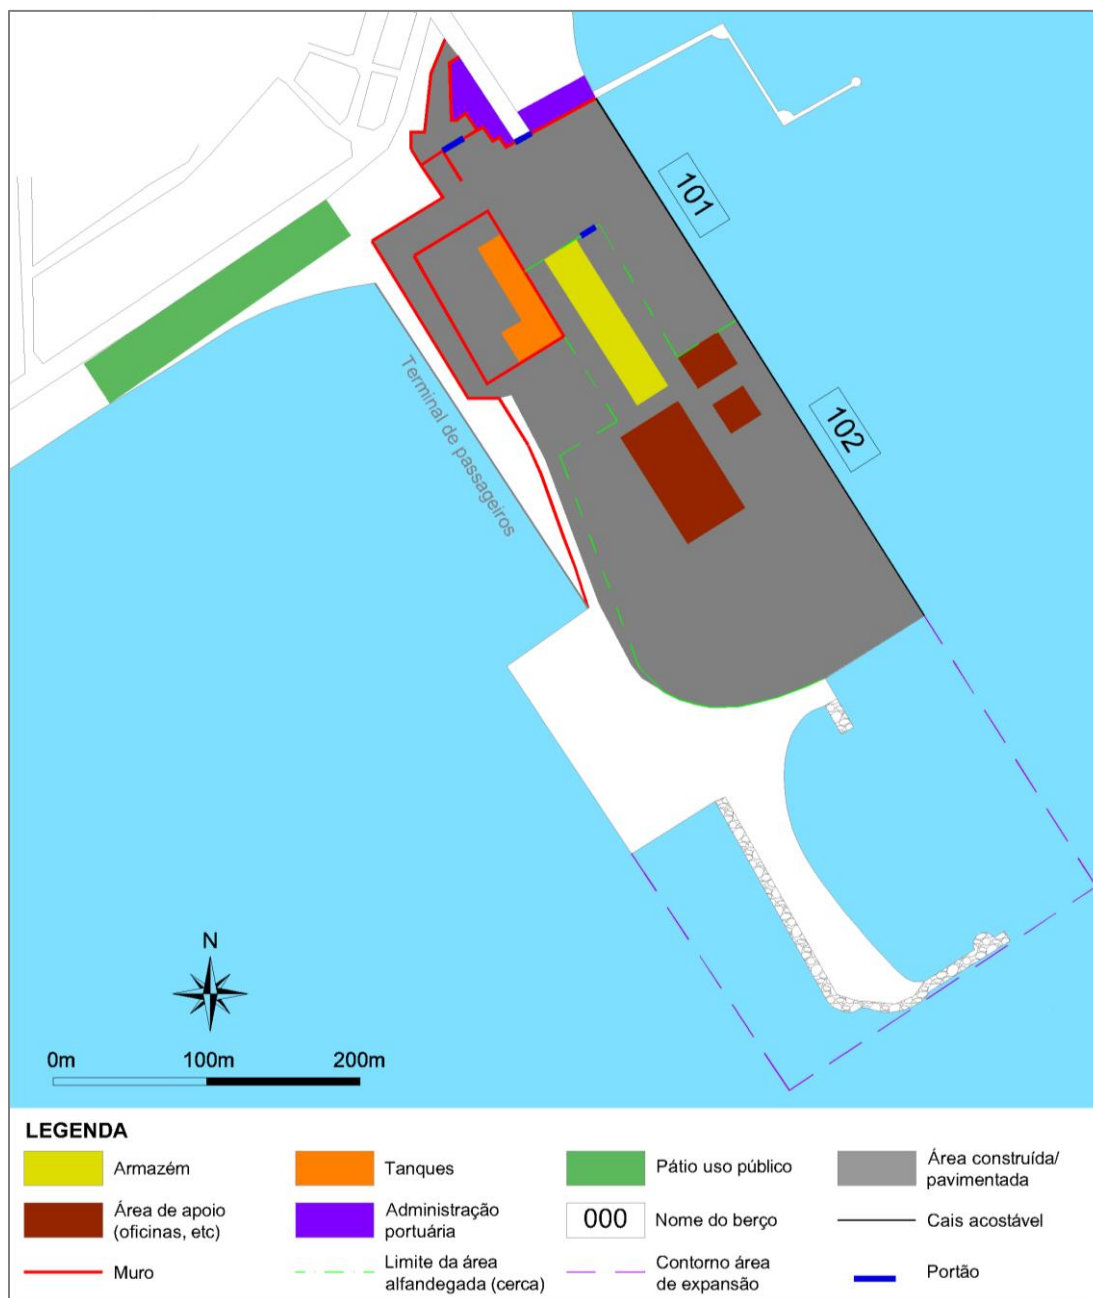 101
102
Terminal de passageiros
N
0m 100m 200m
LEGENDA
Armazém
Tanques
Pátio uso público
Área construída/
pavimentada
Área de apoio
(oficinas, etc)
Administração
portuária
000
Nome do berço
Cais acostável
Muro
Limite da área
alfandegada (cerca)
Contorno área
de expansão
Portão